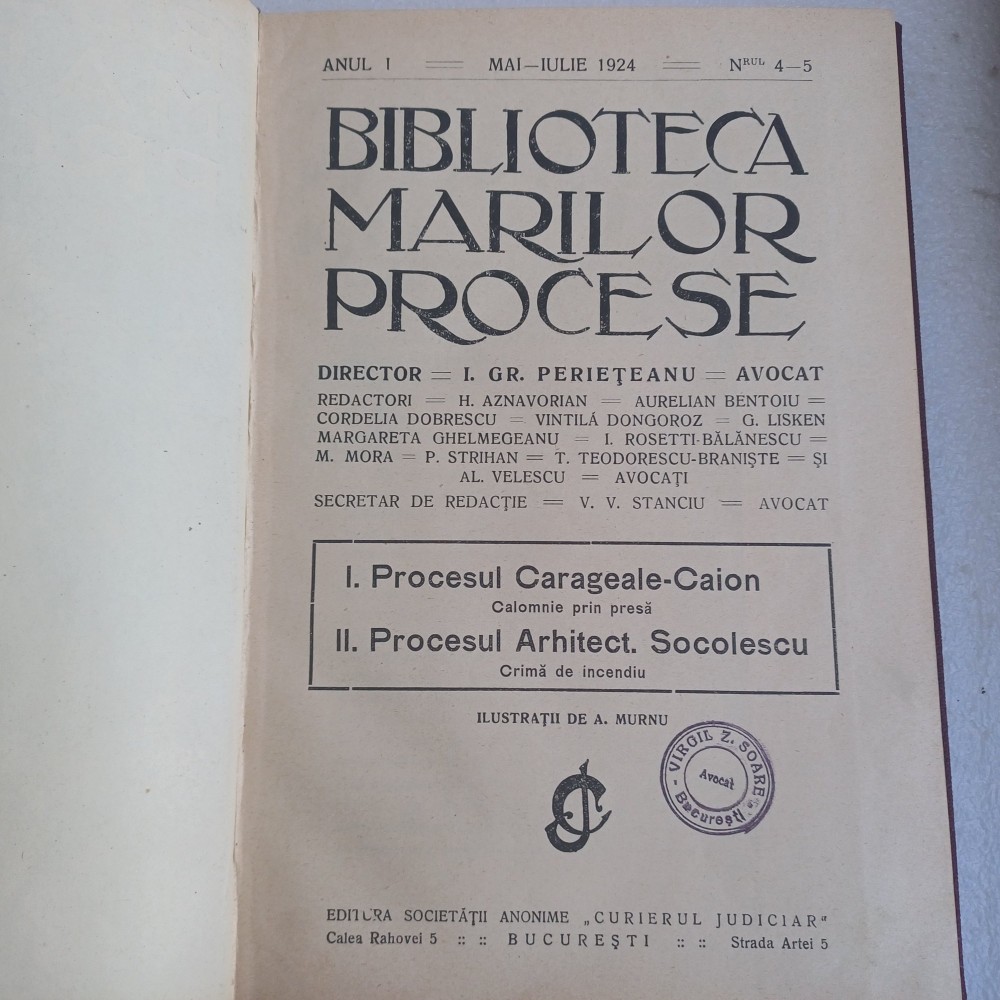 ANUL I == MAI—IULIE 1924 == NRUL 4—5
BIBLIOTECA
MARILOR
PROCESE
DIRECTOR = I. GR. PERIEŢEANU = AVOCAT
REDACTORI = H. AZNAVORIAN = AURELIAN BENTOIU =
CORDELIA DOBRESCU = VINTILÁ DONGOROZ = G. LISKEN
MARGARETA GHELMEGEANU = I. ROSETTI-BĂLĂNESCU =
M. MORA = P. STRIHAN = T. TEODORESCU-BRANIŞTE = ŞI
AL. VELESCU = AVOCAŢI
SECRETAR DE REDACŢIE = V. V. STANCIU = AVOCAT
I. Procesul Carageale-Caion
Calomnie prin presă
II. Procesul Arhitect. Socolescu
Crimă de incendiu
ILUSTRAŢII DE A. MURNU
VIRGIL Z. SOARE
Avocat
Bucureşti
SJC
EDITURA SOCIETĂŢII ANONIME „CURIERUL JUDICIAR"
Calea Rahovei 5 :: :: BUCUREŞTI :: :: Strada Artei 5